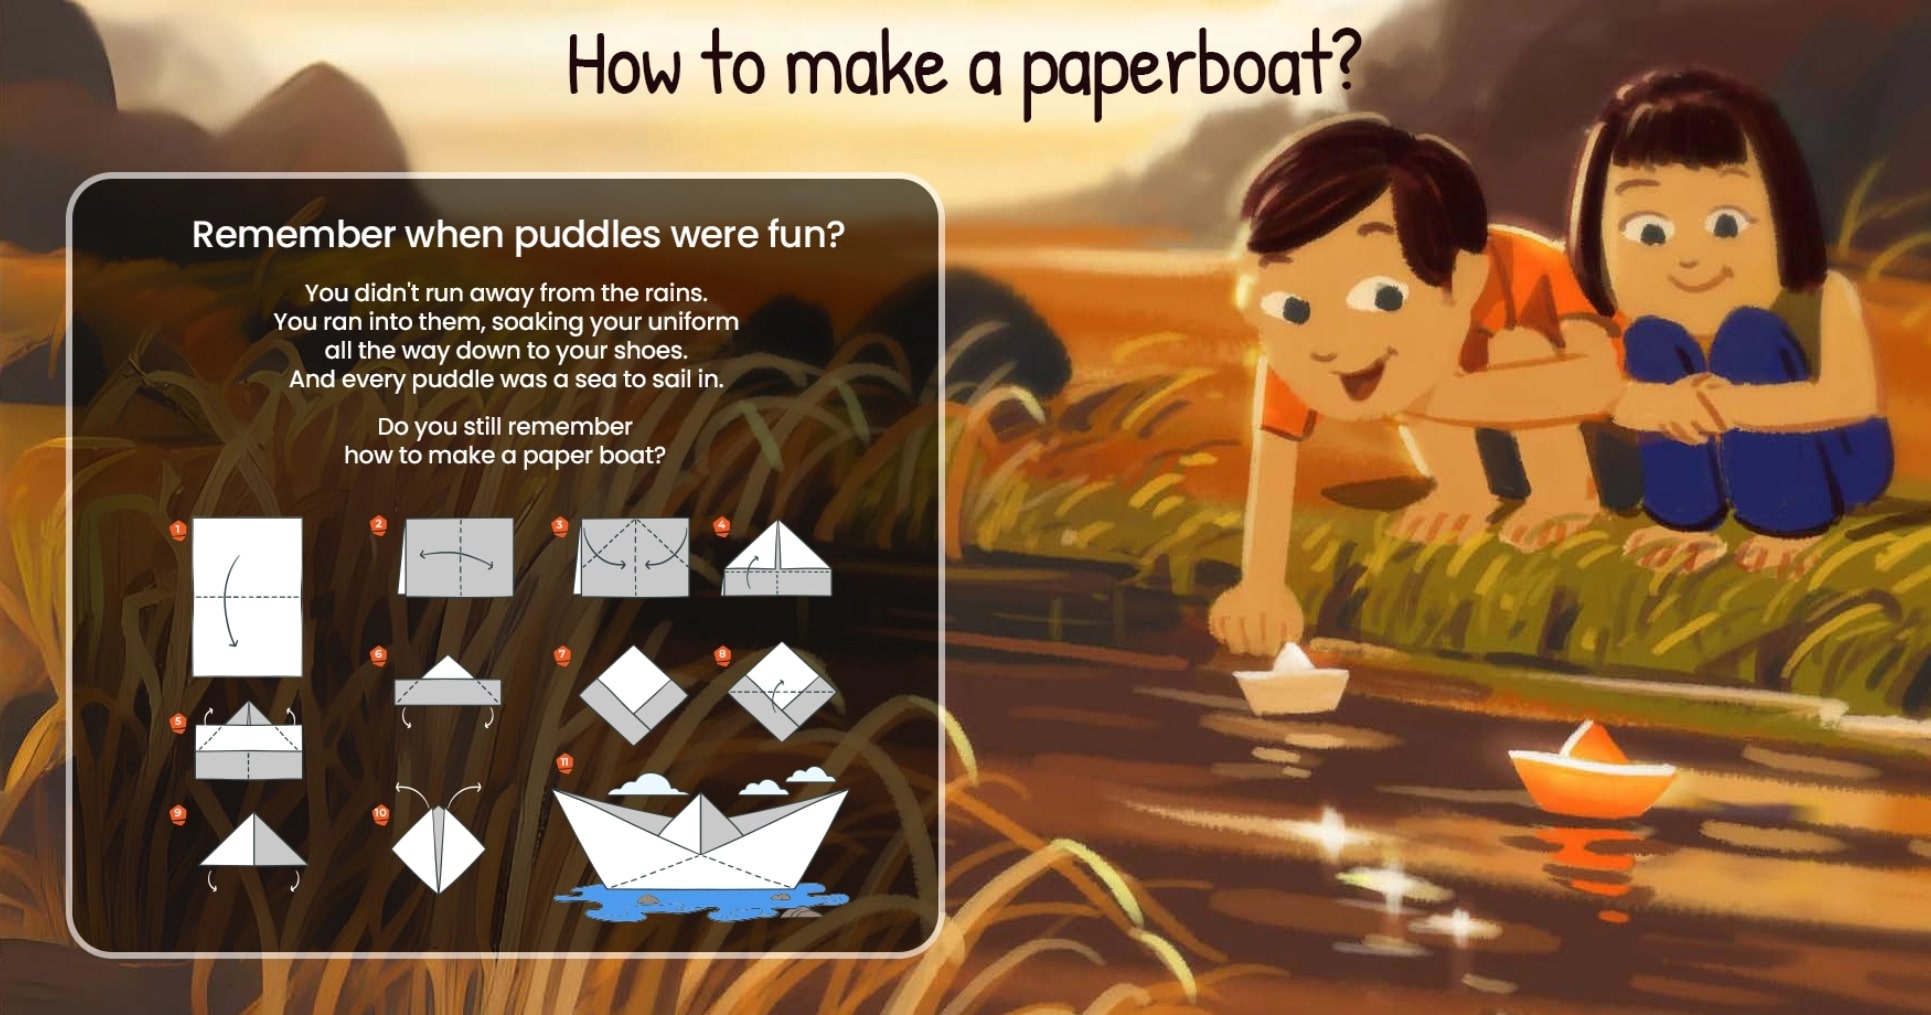 How to make a paperboat?
Remember when puddles were fun?
You didn't run away from the rains.
You ran into them, soaking your uniform
all the way down to your shoes.
And every puddle was a sea to sail in.
Do you still remember
how to make a paper boat?
1
2
3
4
5
6
7
8
9
10
11